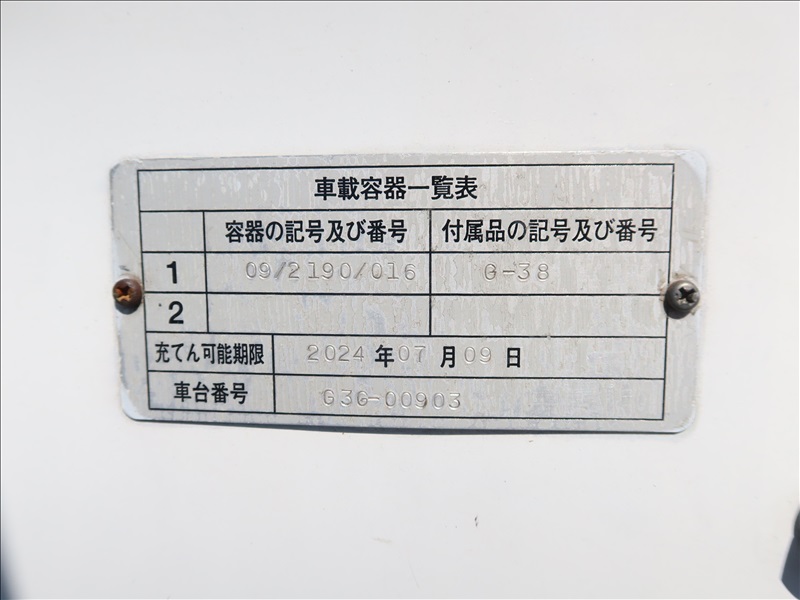 車載容器一覧表
容器の記号及び番号 付属品の記号及び番号
1 09/2190/016 G-38
2
充てん可能期限 2024 年 07 月 09 日
車台番号 G3G-00903